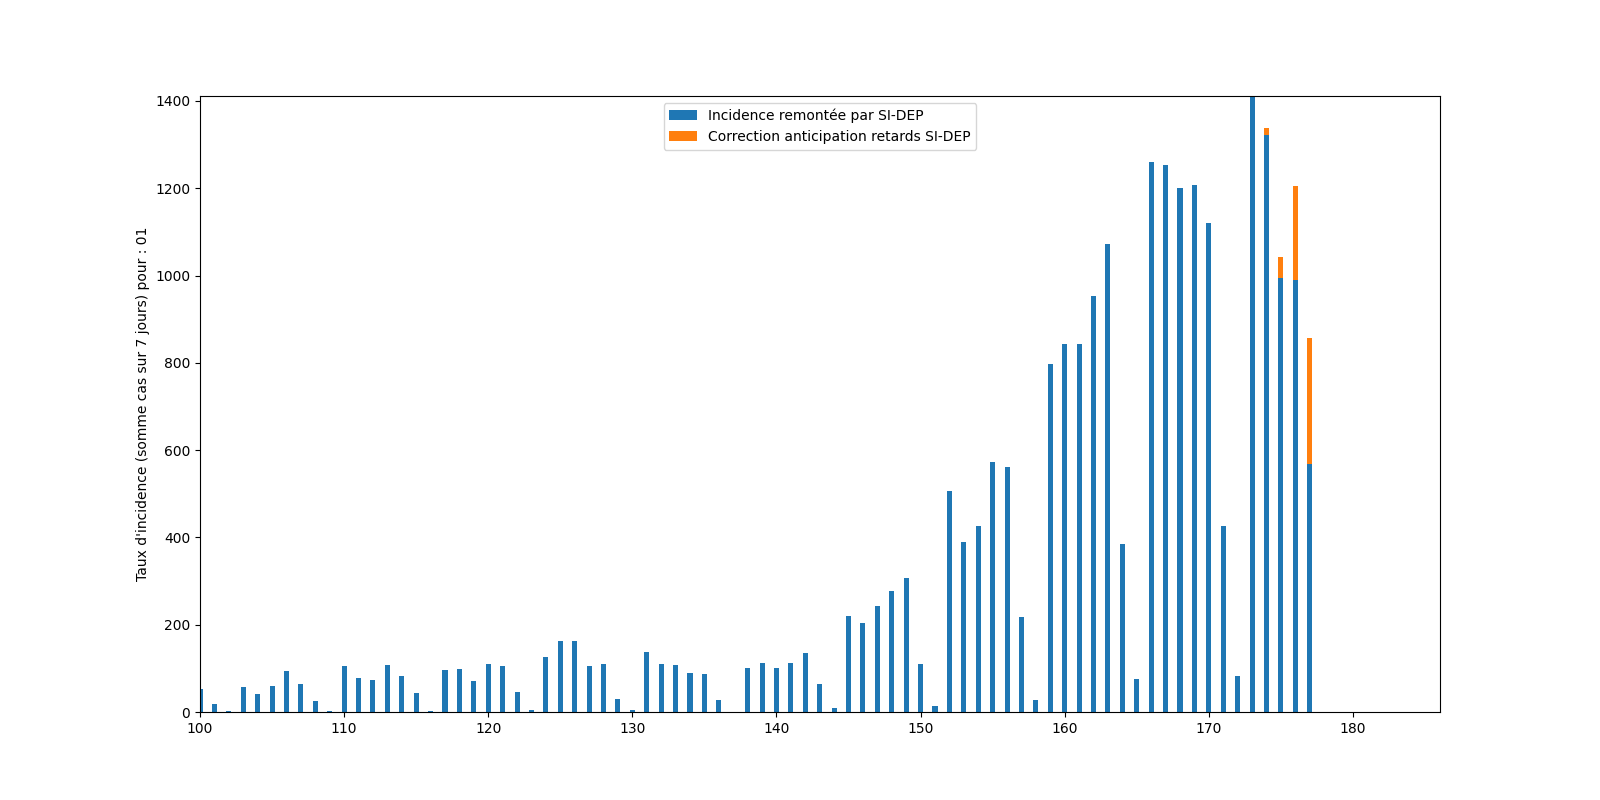 Incidence remontée par SI-DEP
Correction anticipation retards SI-DEP
Taux d'incidence (somme cas sur 7 jours) pour : 01
1400
1200
1000
800
600
400
200
0
100 110 120 130 140 150 160 170 180